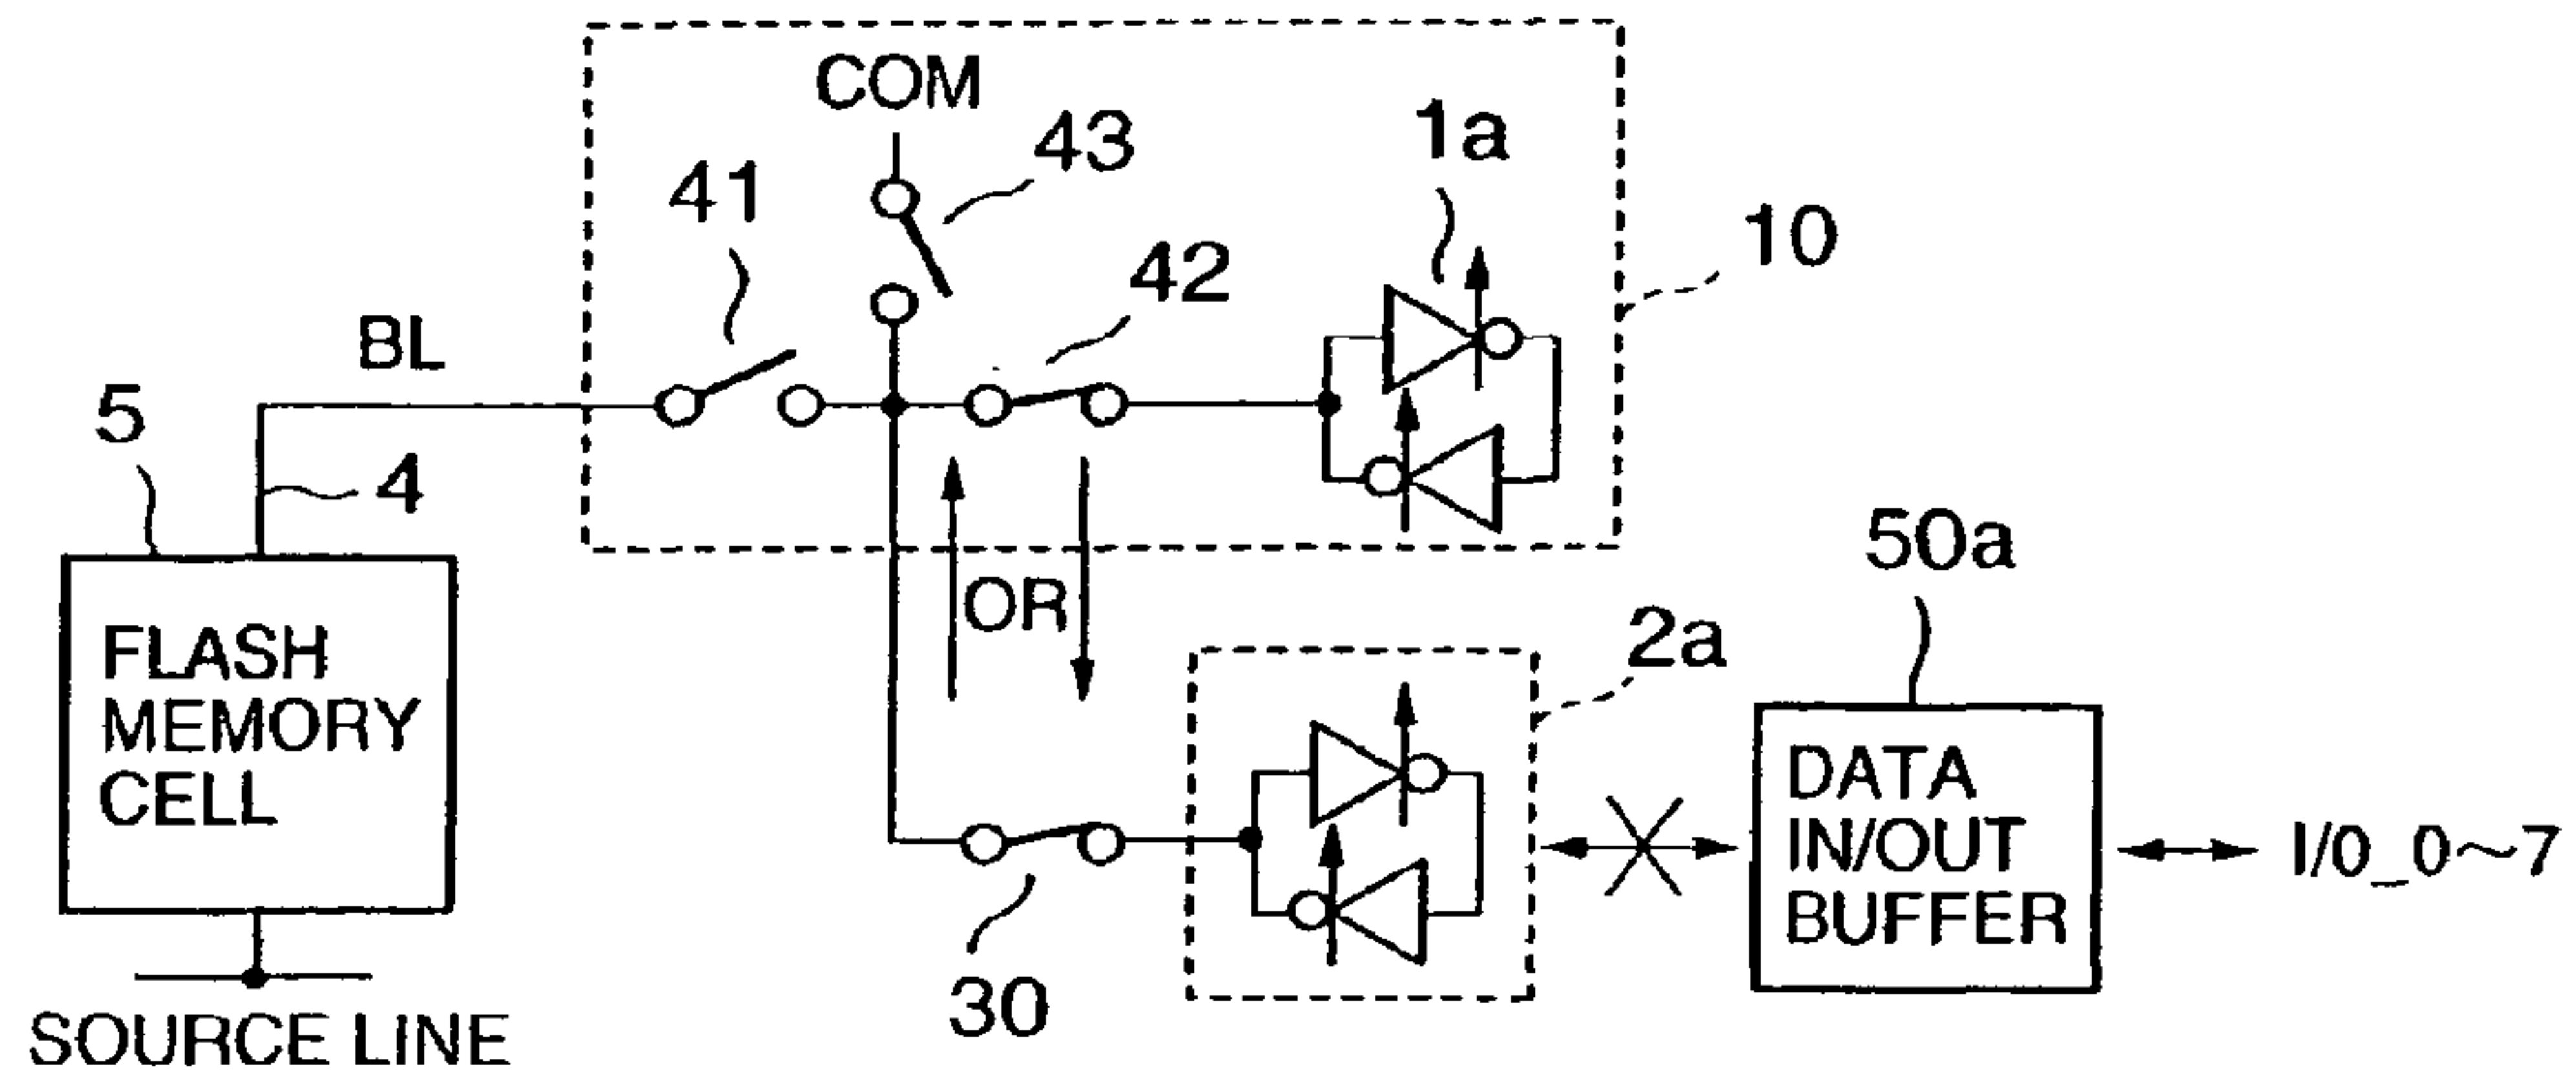 COM
43
1a
41
10
42
BL
5
4
50a
OR
2a
FLASH
MEMORY
CELL
DATA
IN/OUT
BUFFER
I/0_0~7
30
SOURCE LINE